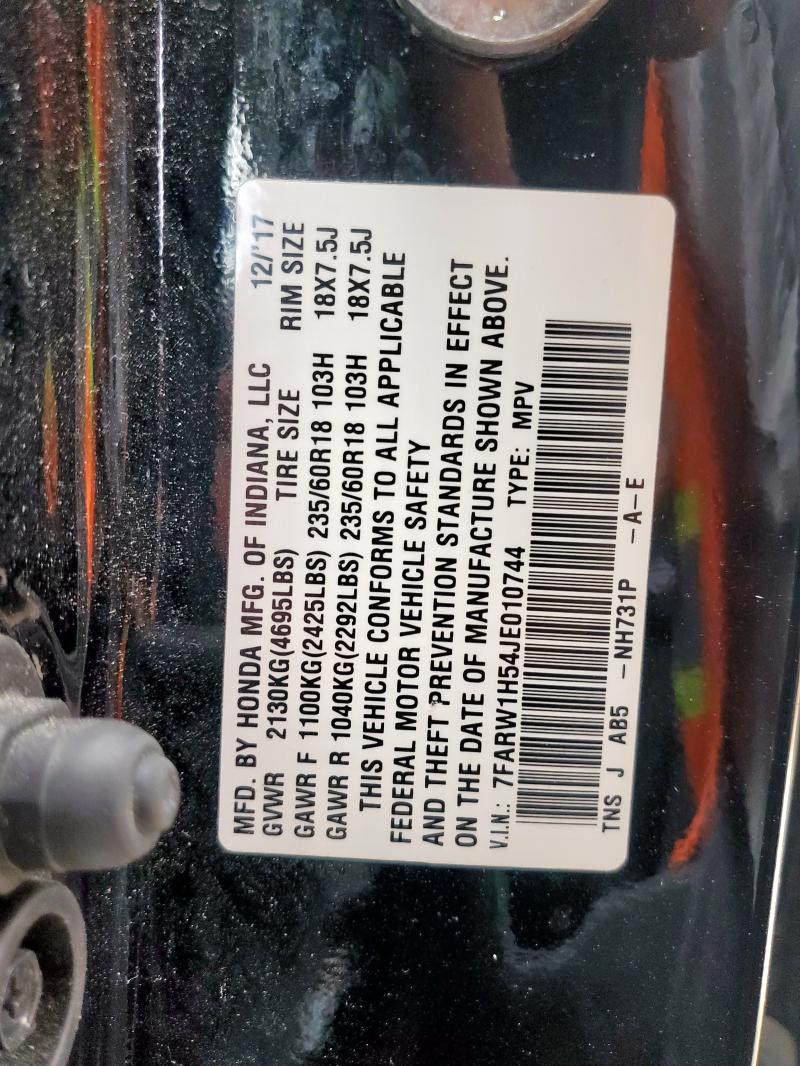 MFD. BY HONDA MFG. OF INDIANA, LLC 12/'17
GVWR 2130KG(4695LBS) TIRE SIZE RIM SIZE
GAWR F 1100KG(2425LBS) 235/60R18 103H 18X7.5J
GAWR R 1040KG(2292LBS) 235/60R18 103H 18X7.5J
THIS VEHICLE CONFORMS TO ALL APPLICABLE
FEDERAL MOTOR VEHICLE SAFETY
AND THEFT PREVENTION STANDARDS IN EFFECT
ON THE DATE OF MANUFACTURE SHOWN ABOVE.
V.I.N.: 7FARW1H54JE010744 TYPE: MPV
TNS J AB5 -NH731P -A-E